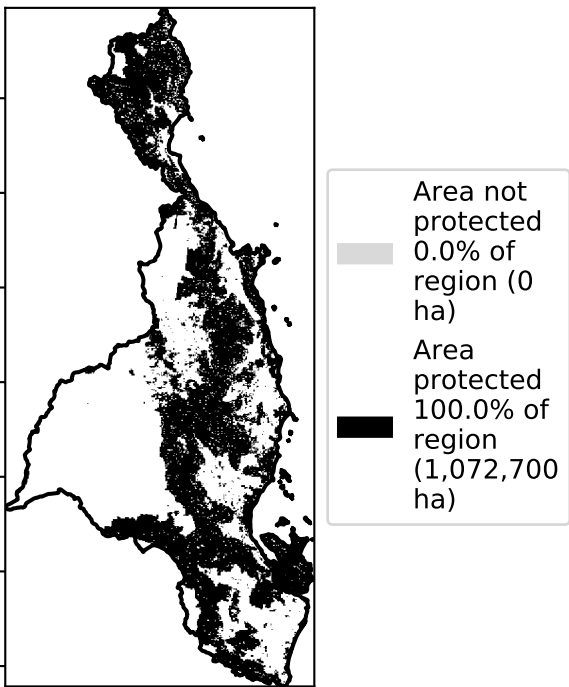 Area not
protected
0.0% of
region (0
ha)
Area
protected
100.0% of
region
(1,072,700
ha)